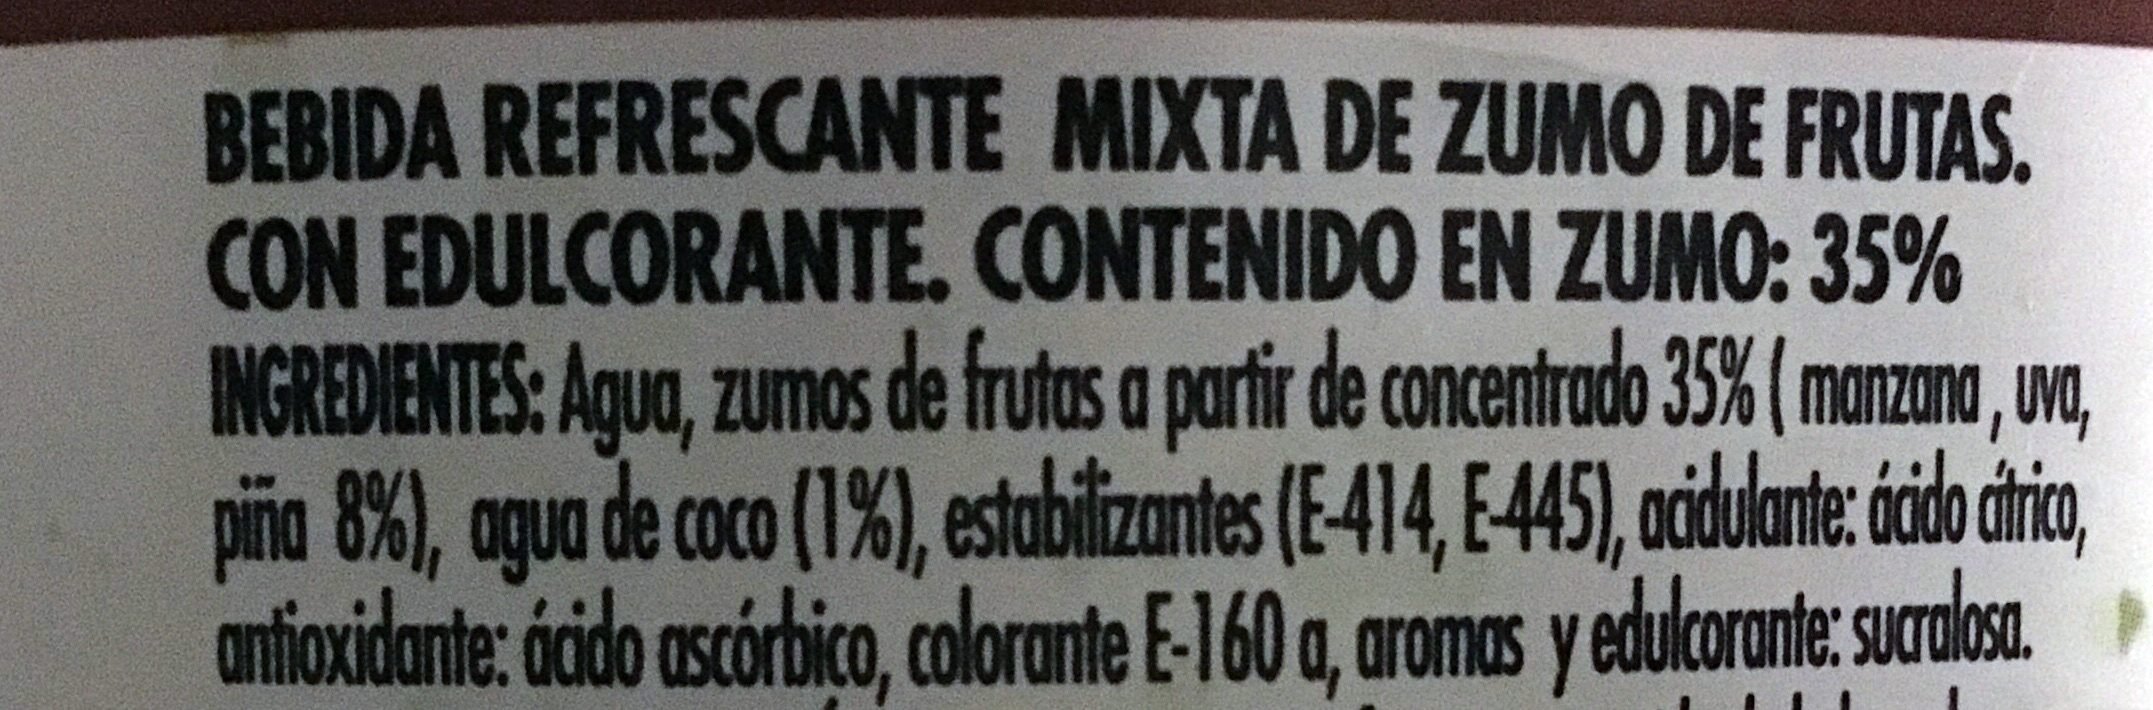 BEBIDA REFRESCANTE MIXTA DE ZUMO DE FRUTAS.
CON EDULCORANTE. CONTENIDO EN ZUMO: 35%
INGREDIENTES: Agua, zumos de frutas a partir de concentrado 35% ( manzana , uva,
piña 8%), agua de coco (1%), estabilizantes (E-414, E-445), acidulante: ácido cítrico,
antioxidante: ácido ascórbico, colorante E-160 a, aromas y edulcorante: sucralosa.